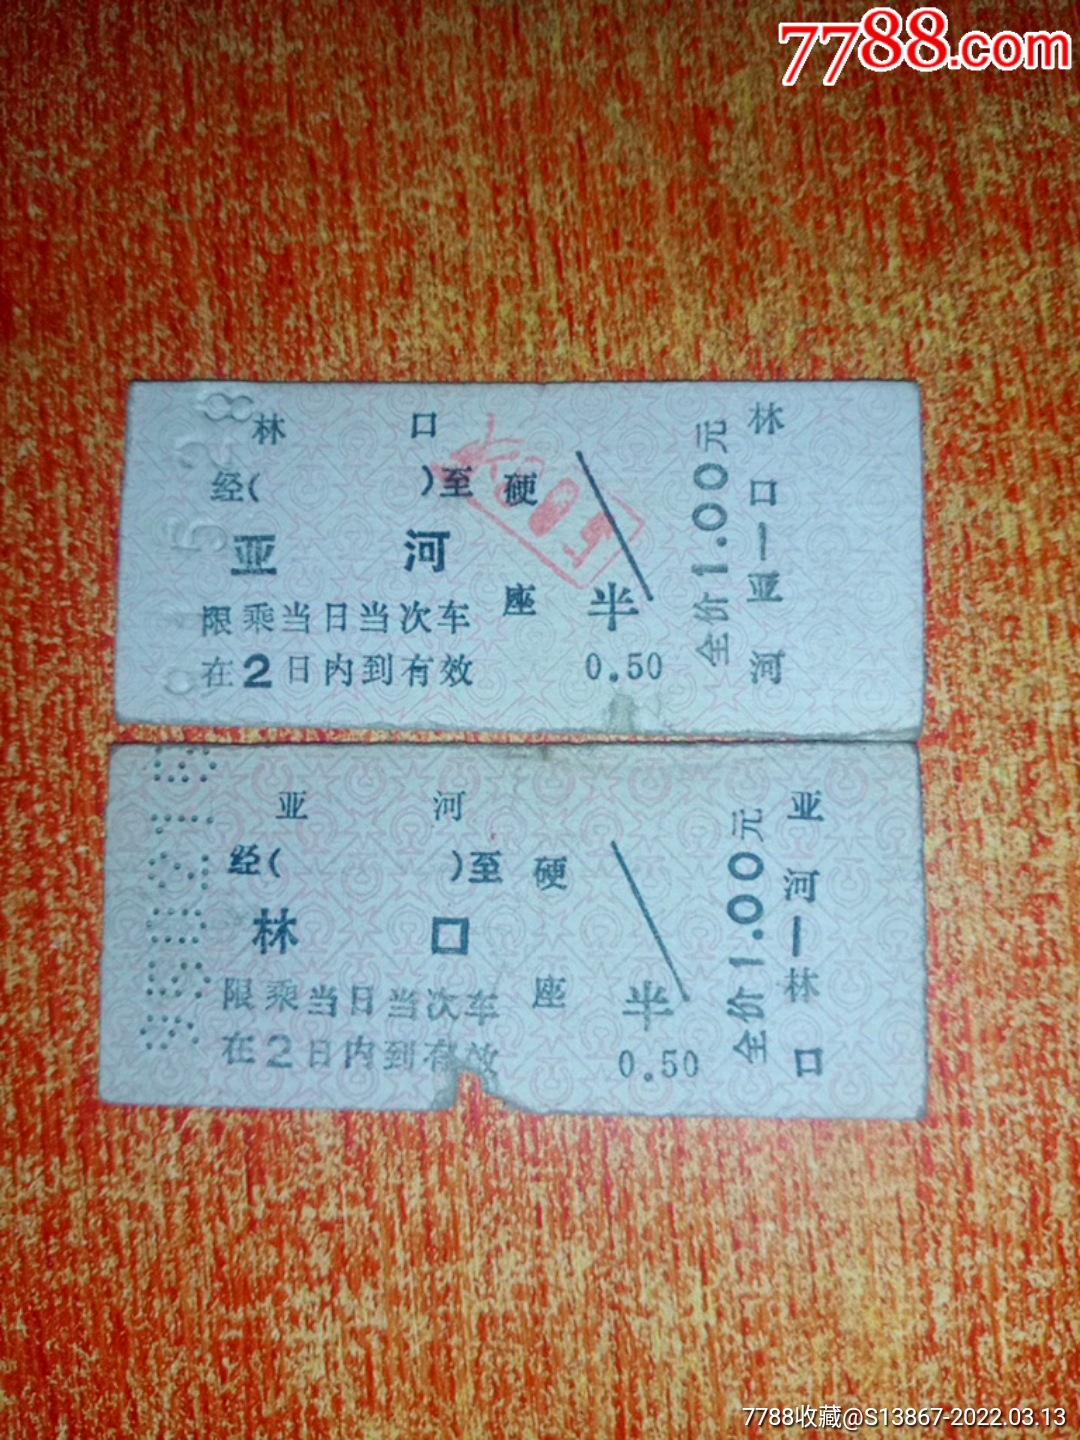 7788.com
林 口
经( )至
亚 河
限乘当日当次车
在2日内到有效
硬座
半
0.50
全价1.00元
林口—亚河
亚 河
经( )至
林 口
限乘当日当次车
在2日内到有效
硬座
半
0.50
全价1.00元
亚河—林口
7788收藏@S13867-2022.03.13